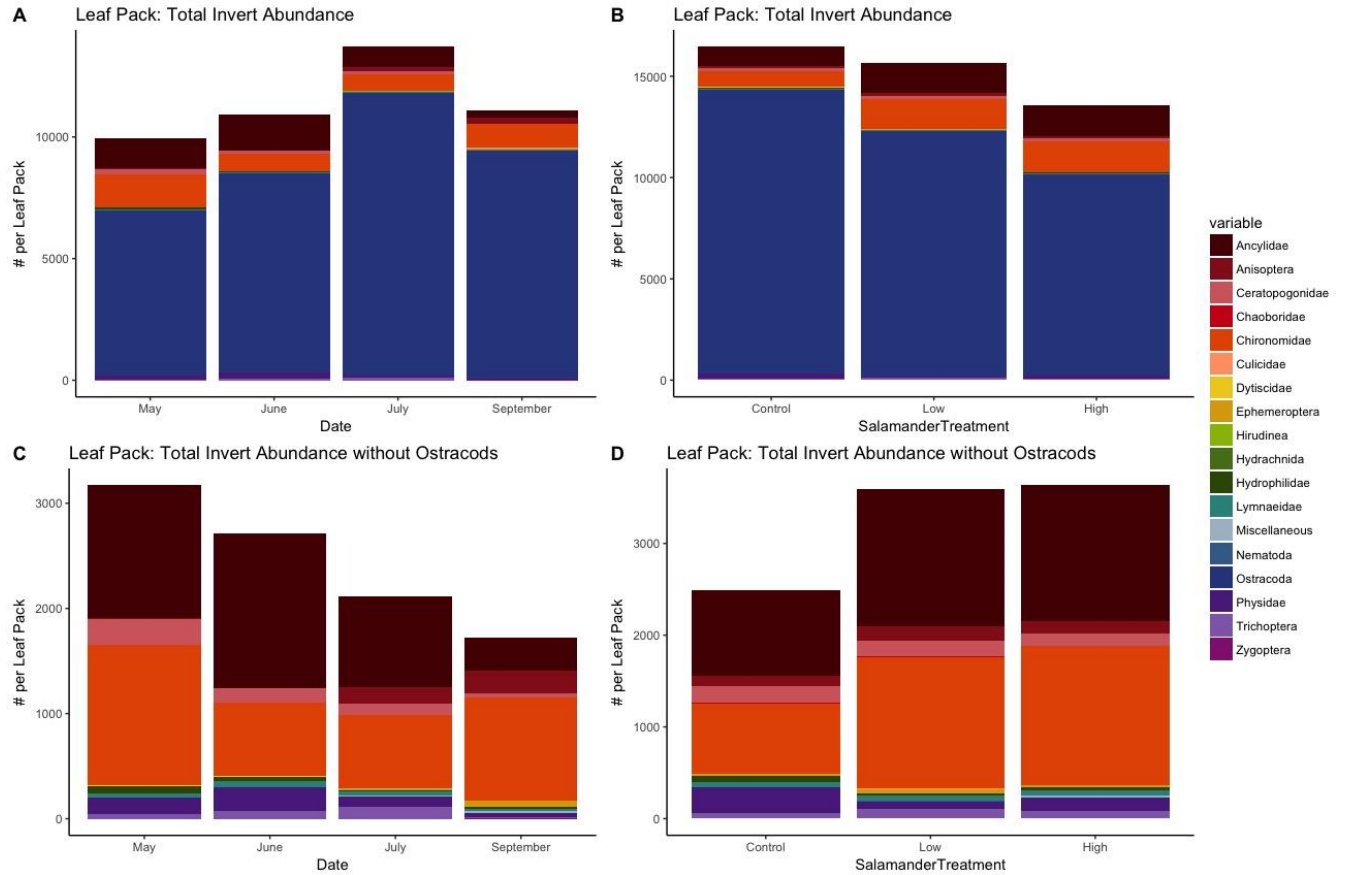 A
Leaf Pack: Total Invert Abundance
# per Leaf Pack
10000
5000
0
May June July September
Date
B
Leaf Pack: Total Invert Abundance
# per Leaf Pack
15000
10000
5000
0
Control Low High
SalamanderTreatment
C
Leaf Pack: Total Invert Abundance without Ostracods
# per Leaf Pack
3000
2000
1000
0
May June July September
Date
D
Leaf Pack: Total Invert Abundance without Ostracods
# per Leaf Pack
3000
2000
1000
0
Control Low High
SalamanderTreatment
variable
Ancylidae
Anisoptera
Ceratopogonidae
Chaoboridae
Chironomidae
Culicidae
Dytiscidae
Ephemeroptera
Hirudinea
Hydrachnida
Hydrophilidae
Lymnaeidae
Miscellaneous
Nematoda
Ostracoda
Physidae
Trichoptera
Zygoptera